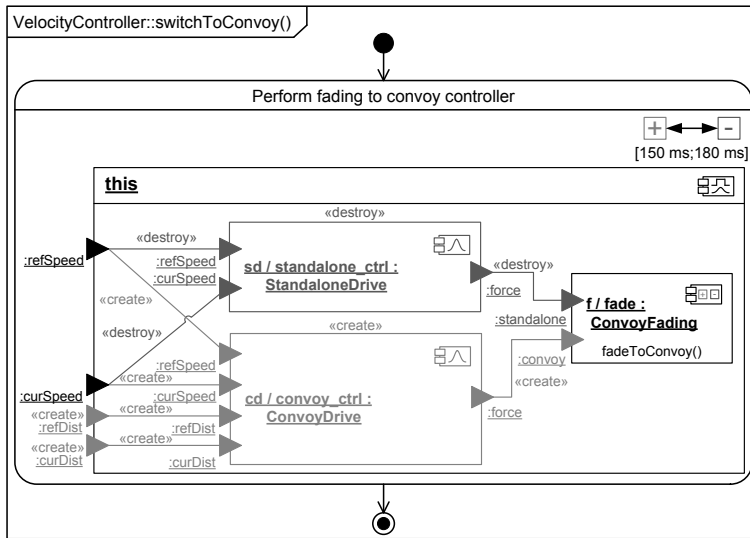 VelocityController::switchToConvoy()
Perform fading to convoy controller
+ -
[150 ms;180 ms]
this
«destroy»
«destroy»
:refSpeed
:refSpeed
:curSpeed
sd / standalone_ctrl :
StandaloneDrive
«destroy»
:force
f / fade :
ConvoyFading
+ -
fadeToConvoy()
:standalone
:convoy
«create»
«destroy»
«create»
:refSpeed
:curSpeed
«create»
:curSpeed
cd / convoy_ctrl :
ConvoyDrive
:force
«create»
«create»
:refDist
«create»
:refDist
«create»
:curDist
«create»
:curDist